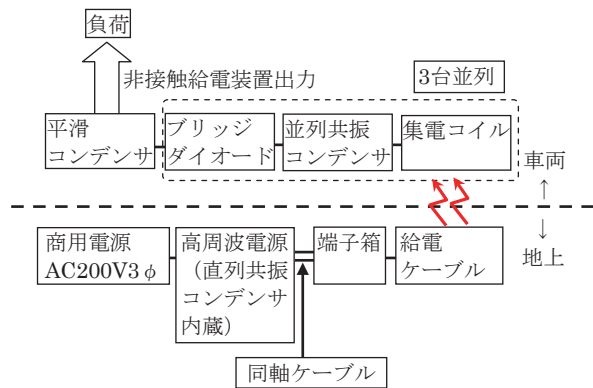 負荷
非接触給電装置出力
3台並列
平滑
コンデンサ
ブリッジ
ダイオード
並列共振
コンデンサ
集電コイル
車両
↑
↓
地上
商用電源
AC200V3φ
高周波電源
（直列共振
コンデンサ
内蔵）
端子箱
給電
ケーブル
同軸ケーブル